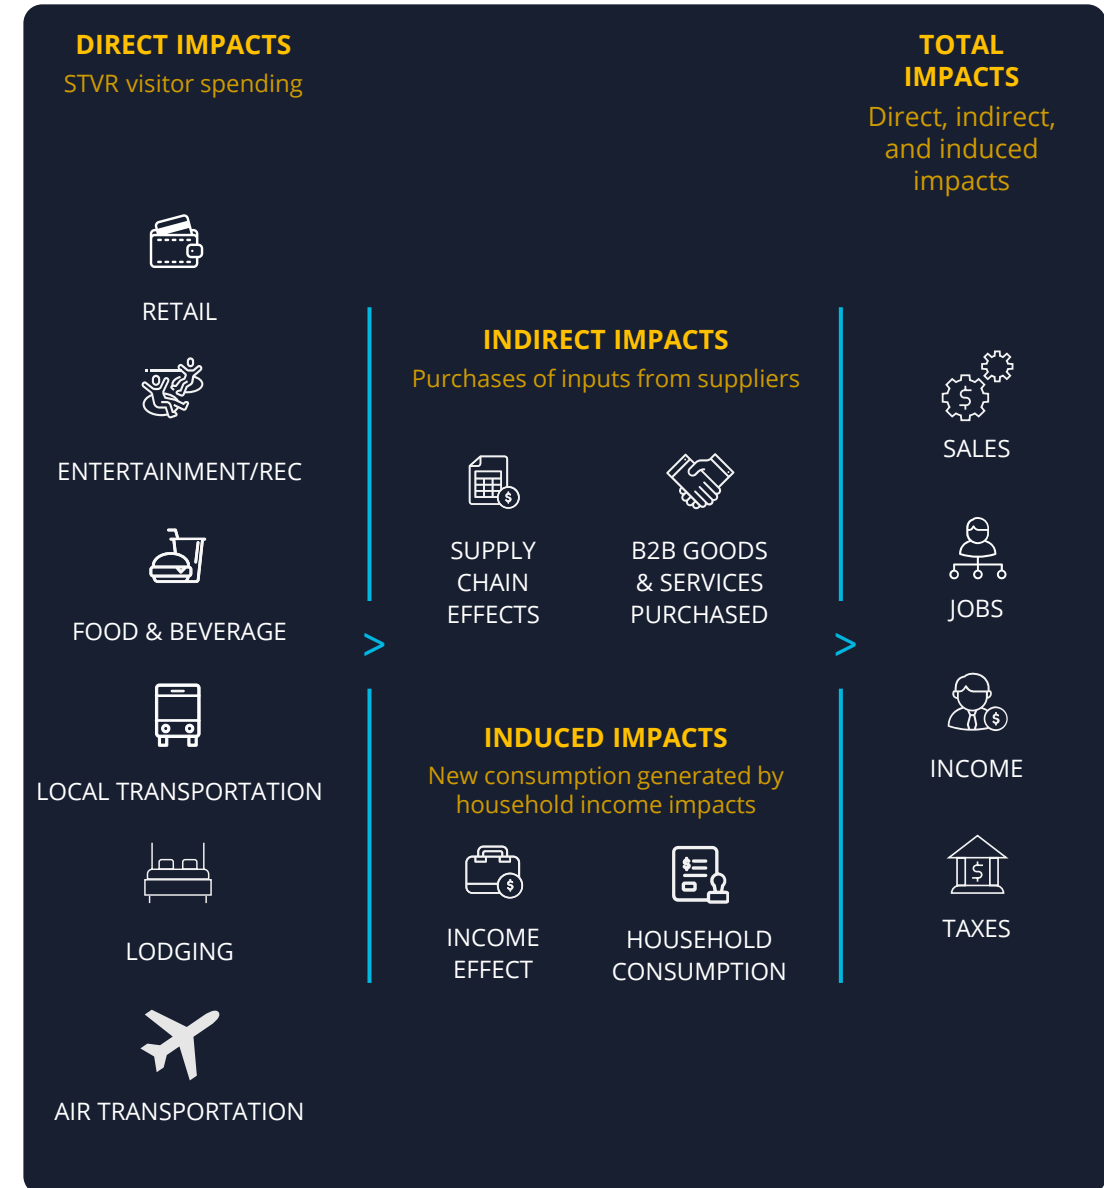 DIRECT IMPACTS
STVR visitor spending
RETAIL
ENTERTAINMENT/REC
FOOD & BEVERAGE
LOCAL TRANSPORTATION
LODGING
AIR TRANSPORTATION
>
INDIRECT IMPACTS
Purchases of inputs from suppliers
SUPPLY
CHAIN
EFFECTS
B2B GOODS
& SERVICES
PURCHASED
INDUCED IMPACTS
New consumption generated by
household income impacts
INCOME
EFFECT
HOUSEHOLD
CONSUMPTION
>
TOTAL
IMPACTS
Direct, indirect,
and induced
impacts
SALES
JOBS
INCOME
TAXES